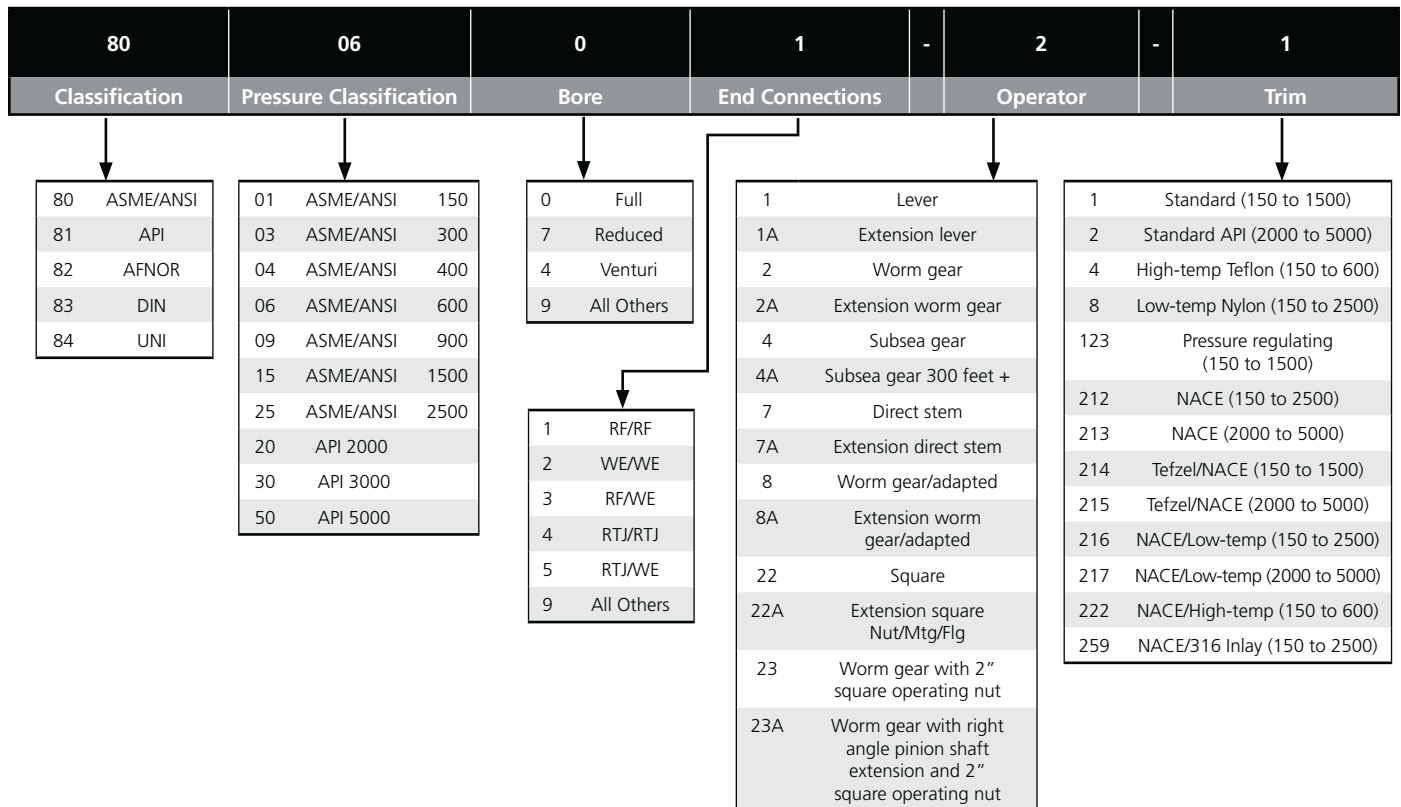 80 06 0 1 - 2 - 1
Classification Pressure Classification Bore End Connections Operator Trim
80 ASME/ANSI
81 API
82 AFNOR
83 DIN
84 UNI
01 ASME/ANSI 150
03 ASME/ANSI 300
04 ASME/ANSI 400
06 ASME/ANSI 600
09 ASME/ANSI 900
15 ASME/ANSI 1500
25 ASME/ANSI 2500
20 API 2000
30 API 3000
50 API 5000
0 Full
7 Reduced
4 Venturi
9 All Others
1 RF/RF
2 WE/WE
3 RF/WE
4 RTJ/RTJ
5 RTJ/WE
9 All Others
1 Lever
1A Extension lever
2 Worm gear
2A Extension worm gear
4 Subsea gear
4A Subsea gear 300 feet +
7 Direct stem
7A Extension direct stem
8 Worm gear/adapted
8A Extension worm
gear/adapted
22 Square
22A Extension square
Nut/Mtg/Flg
23 Worm gear with 2”
square operating nut
23A Worm gear with right
angle pinion shaft
extension and 2”
square operating nut
1 Standard (150 to 1500)
2 Standard API (2000 to 5000)
4 High-temp Teflon (150 to 600)
8 Low-temp Nylon (150 to 2500)
123 Pressure regulating
(150 to 1500)
212 NACE (150 to 2500)
213 NACE (2000 to 5000)
214 Tefzel/NACE (150 to 1500)
215 Tefzel/NACE (2000 to 5000)
216 NACE/Low-temp (150 to 2500)
217 NACE/Low-temp (2000 to 5000)
222 NACE/High-temp (150 to 600)
259 NACE/316 Inlay (150 to 2500)